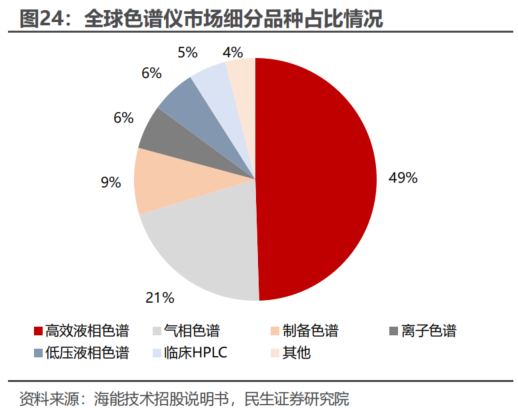 图24：全球色谱仪市场细分品种占比情况
4%
5%
6%
6%
9%
49%
21%
高效液相色谱 气相色谱 制备色谱 离子色谱
低压液相色谱 临床HPLC 其他
资料来源：海能技术招股说明书，民生证券研究院